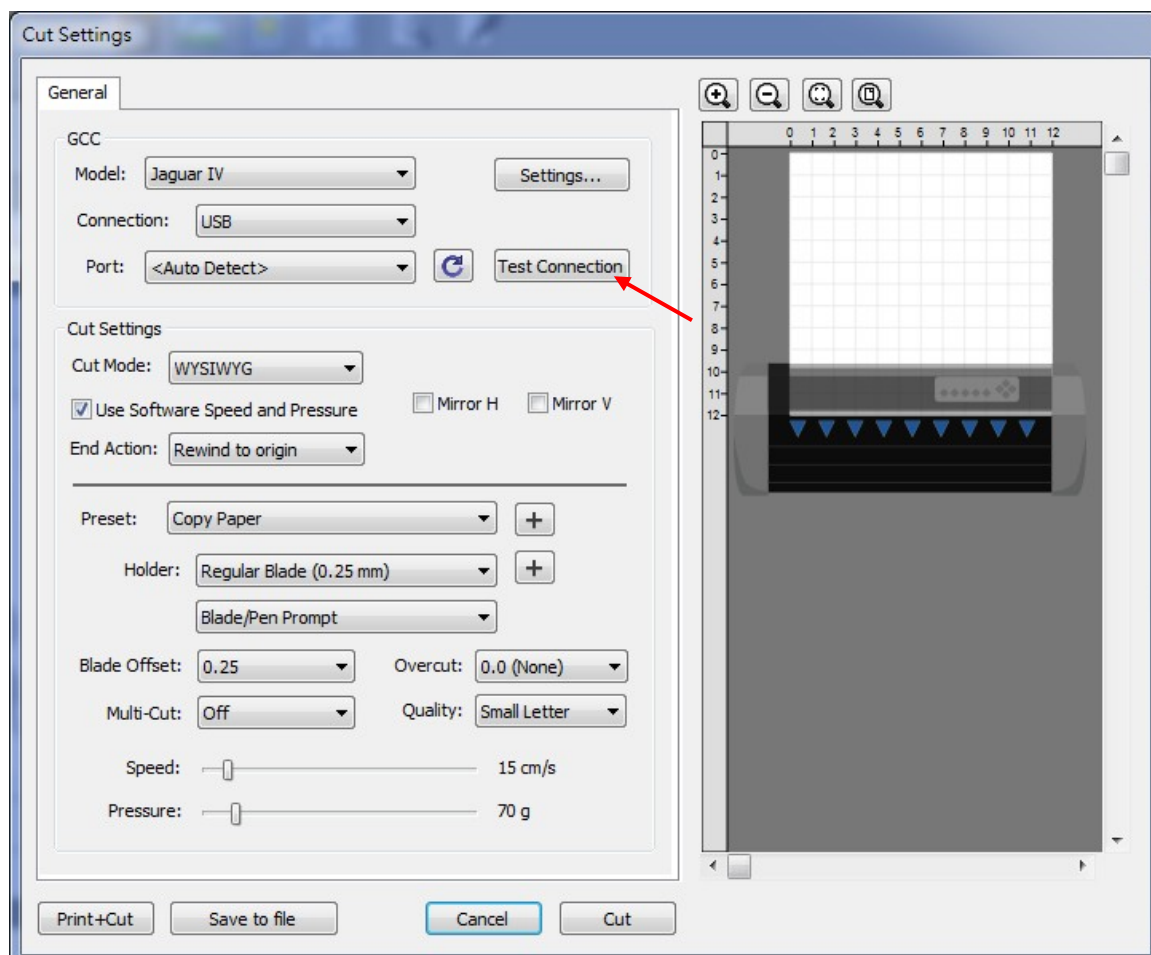 Cut Settings
General
GCC
Model: Jaguar IV Settings...
Connection: USB
Port: <Auto Detect> Test Connection
Cut Settings
Cut Mode: WYSIWYG
Use Software Speed and Pressure Mirror H Mirror V
End Action: Rewind to origin
Preset: Copy Paper +
Holder: Regular Blade (0.25 mm) +
Blade/Pen Prompt
Blade Offset: 0.25 Overcut: 0.0 (None)
Multi-Cut: Off Quality: Small Letter
Speed: 15 cm/s
Pressure: 70 g
Print+Cut Save to file Cancel Cut
0 1 2 3 4 5 6 7 8 9 10 11 12
0
1
2
3
4
5
6
7
8
9
10
11
12